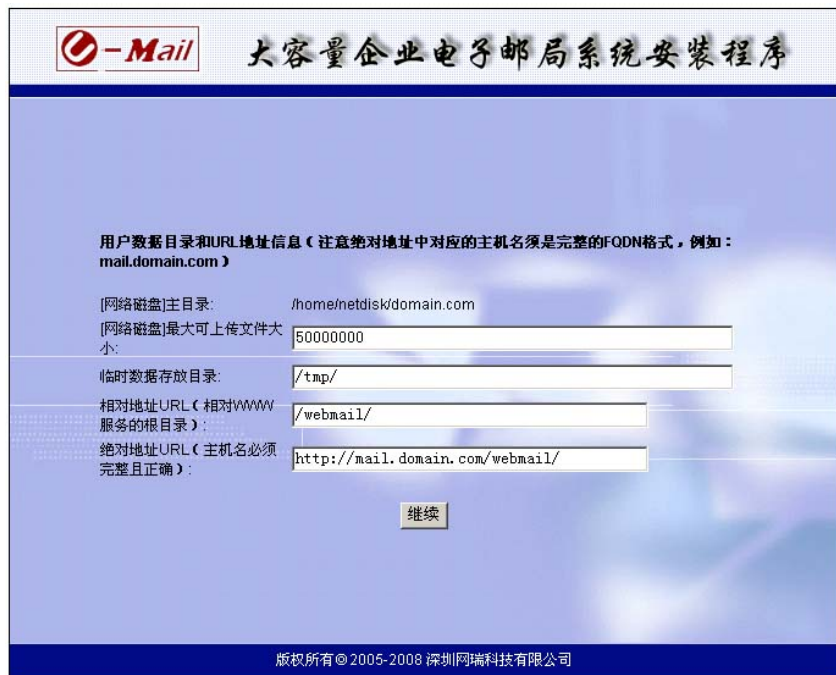 e-Mail 大容量企业电子邮局系统安装程序
用户数据目录和URL地址信息（注意绝对地址中对应的主机名须是完整的FQDN格式，例如：
mail.domain.com）
[网络磁盘]主目录: /home/netdisk/domain.com
[网络磁盘]最大可上传文件大
小: 50000000
临时数据存放目录: /tmp/
相对地址URL（相对WWW
服务的根目录）: /webmail/
绝对地址URL（主机名必须
完整且正确）: http://mail.domain.com/webmail/
继续
版权所有©2005-2008 深圳网瑞科技有限公司